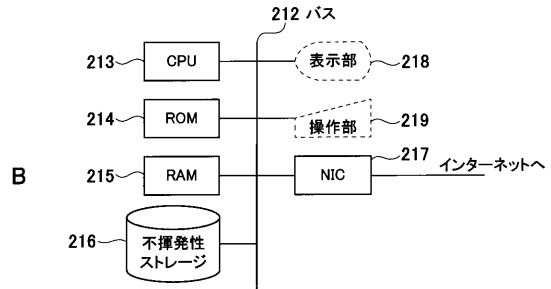 212 バス
213 CPU 表示部 218
214 ROM 操作部 219
217
B 215 RAM NIC インターネットへ
216 不揮発性
ストレージ